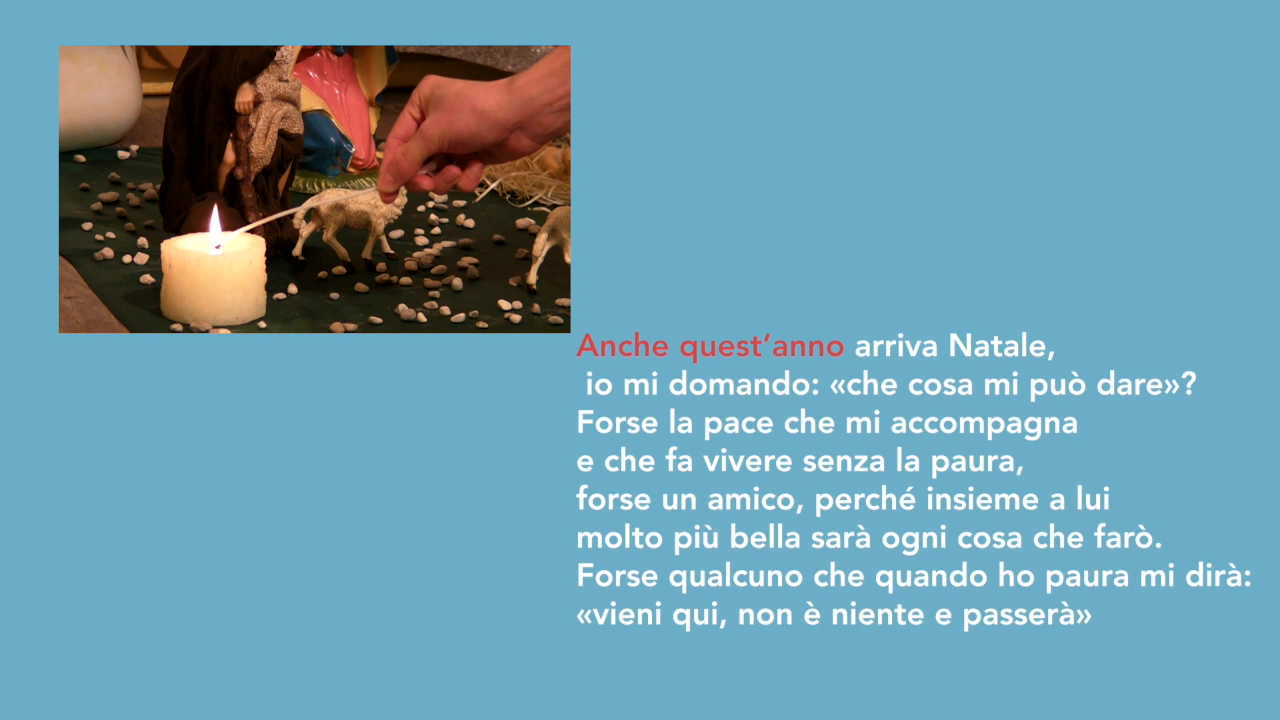 Anche quest’anno arriva Natale,
io mi domando: «che cosa mi può dare»?
Forse la pace che mi accompagna
e che fa vivere senza la paura,
forse un amico, perché insieme a lui
molto più bella sarà ogni cosa che farò.
Forse qualcuno che quando ho paura mi dirà:
«vieni qui, non è niente e passerà»